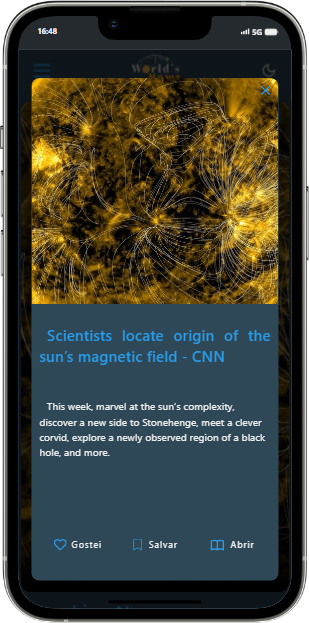 16:48
5G
World's
Scientists locate origin of the
sun's magnetic field - CNN
This week, marvel at the sun's complexity,
discover a new side to Stonehenge, meet a clever
corvid, explore a newly observed region of a black
hole, and more.
Gostei
Salvar
Abrir